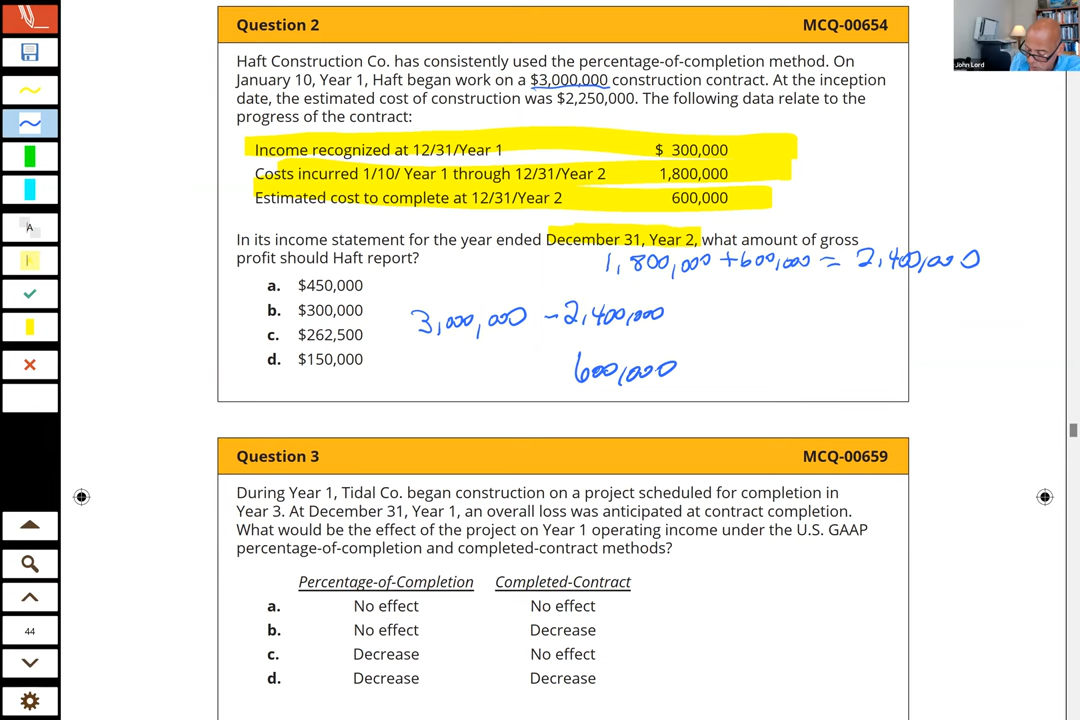 Question 2 MCQ-00654
John Lord
Haft Construction Co. has consistently used the percentage-of-completion method. On
January 10, Year 1, Haft began work on a $3,000,000 construction contract. At the inception
date, the estimated cost of construction was $2,250,000. The following data relate to the
progress of the contract:
Income recognized at 12/31/Year 1 $ 300,000
Costs incurred 1/10/ Year 1 through 12/31/Year 2 1,800,000
Estimated cost to complete at 12/31/Year 2 600,000
In its income statement for the year ended December 31, Year 2, what amount of gross
profit should Haft report?
1,800,000 + 600,000 = 2,400,000
a. $450,000
b. $300,000
3,000,000 - 2,400,000
c. $262,500
d. $150,000
600,000
Question 3 MCQ-00659
During Year 1, Tidal Co. began construction on a project scheduled for completion in
Year 3. At December 31, Year 1, an overall loss was anticipated at contract completion.
What would be the effect of the project on Year 1 operating income under the U.S. GAAP
percentage-of-completion and completed-contract methods?
Percentage-of-Completion Completed-Contract
a. No effect No effect
b. No effect Decrease
c. Decrease No effect
d. Decrease Decrease
A
44